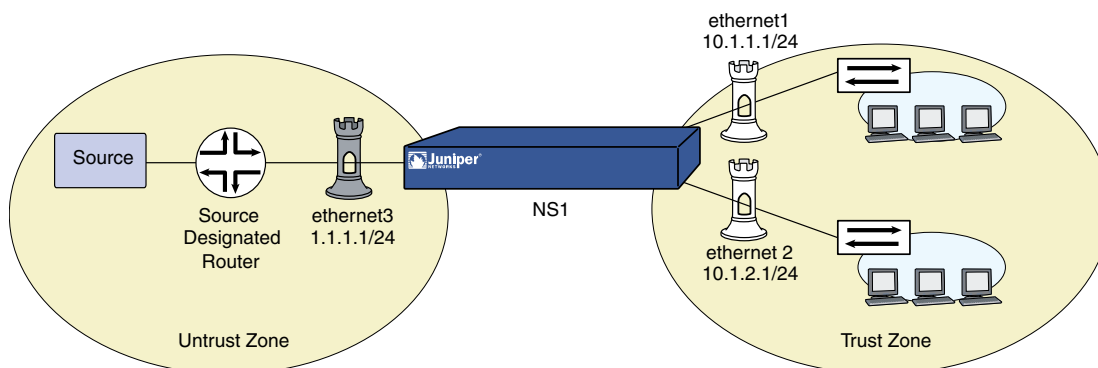 ethernet1
10.1.1.1/24
Source
Juniper®
NETWORKS
Source
Designated
Router
ethernet3
1.1.1.1/24
NS1
ethernet 2
10.1.2.1/24
Untrust Zone
Trust Zone